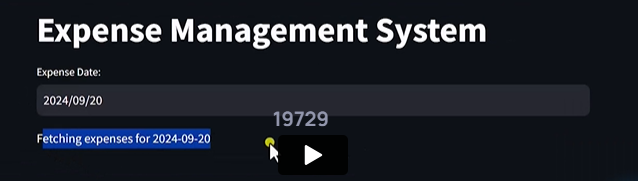 Expense Management System
Expense Date:
2024/09/20
19729
Fetching expenses for 2024-09-20